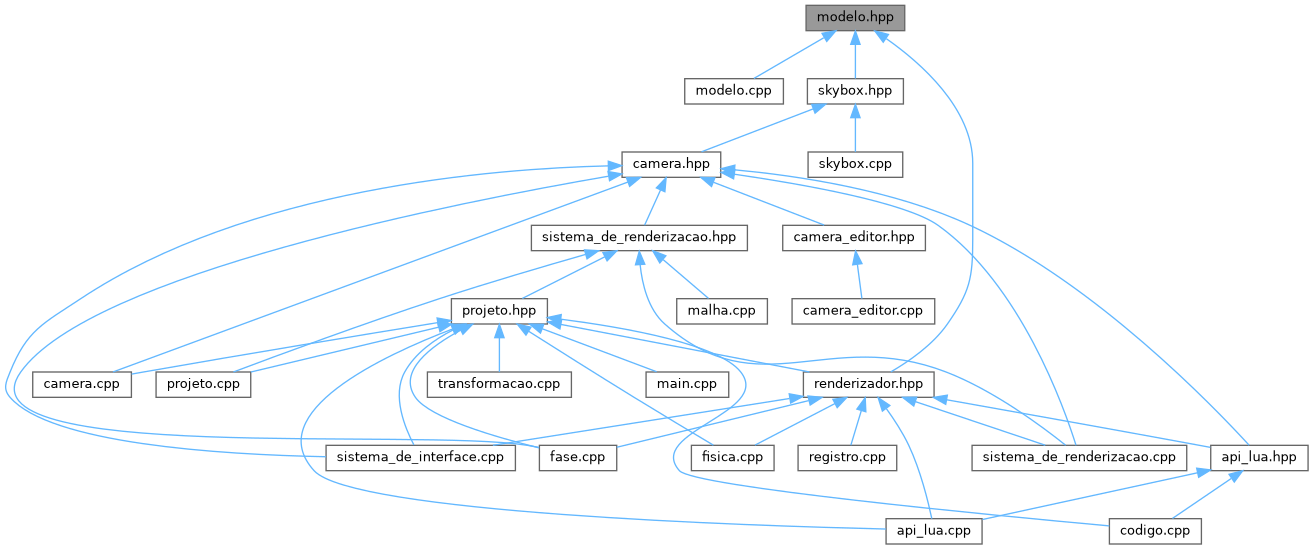 modelo.hpp
modelo.cpp
skybox.hpp
camera.hpp
skybox.cpp
sistema_de_renderizacao.hpp
camera_editor.hpp
projeto.hpp
malha.cpp
camera_editor.cpp
camera.cpp
projeto.cpp
transformacao.cpp
main.cpp
renderizador.hpp
sistema_de_interface.cpp
fase.cpp
fisica.cpp
registro.cpp
sistema_de_renderizacao.cpp
api_lua.hpp
api_lua.cpp
codigo.cpp